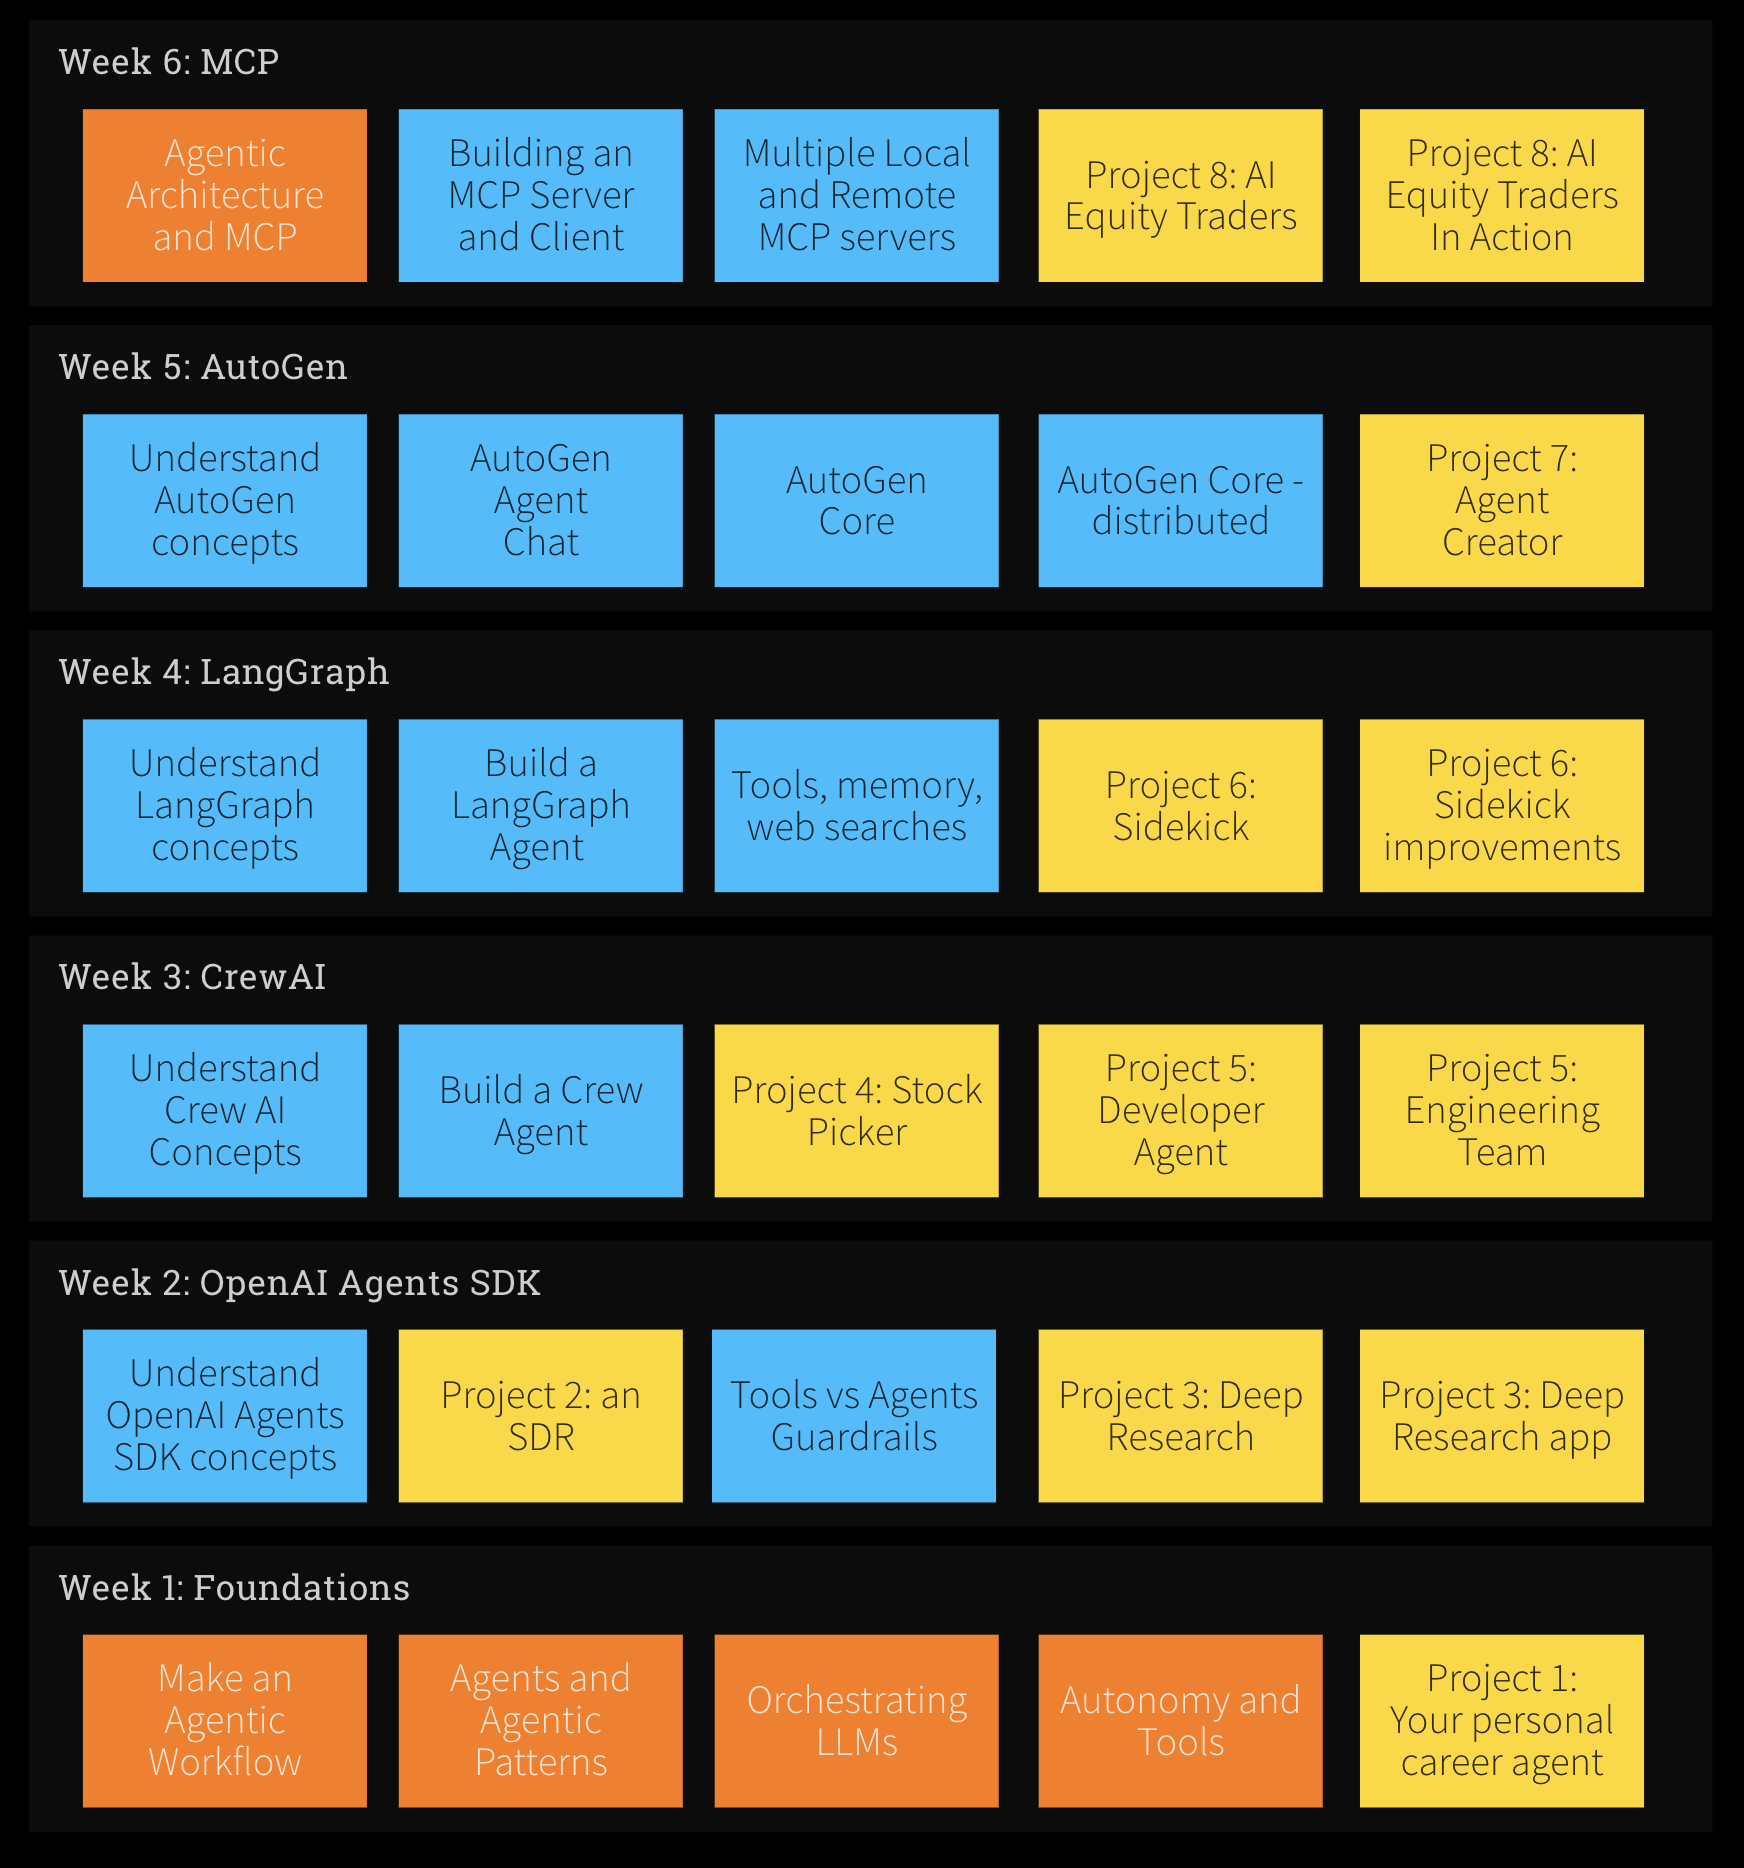 Week 6: MCP
Agentic
Architecture
and MCP
Building an
MCP Server
and Client
Multiple Local
and Remote
MCP servers
Project 8: AI
Equity Traders
Project 8: AI
Equity Traders
In Action
Week 5: AutoGen
Understand
AutoGen
concepts
AutoGen
Agent
Chat
AutoGen
Core
AutoGen Core -
distributed
Project 7:
Agent
Creator
Week 4: LangGraph
Understand
LangGraph
concepts
Build a
LangGraph
Agent
Tools, memory,
web searches
Project 6:
Sidekick
Project 6:
Sidekick
improvements
Week 3: CrewAI
Understand
Crew AI
Concepts
Build a Crew
Agent
Project 4: Stock
Picker
Project 5:
Developer
Agent
Project 5:
Engineering
Team
Week 2: OpenAI Agents SDK
Understand
OpenAI Agents
SDK concepts
Project 2: an
SDR
Tools vs Agents
Guardrails
Project 3: Deep
Research
Project 3: Deep
Research app
Week 1: Foundations
Make an
Agentic
Workflow
Agents and
Agentic
Patterns
Orchestrating
LLMs
Autonomy and
Tools
Project 1:
Your personal
career agent